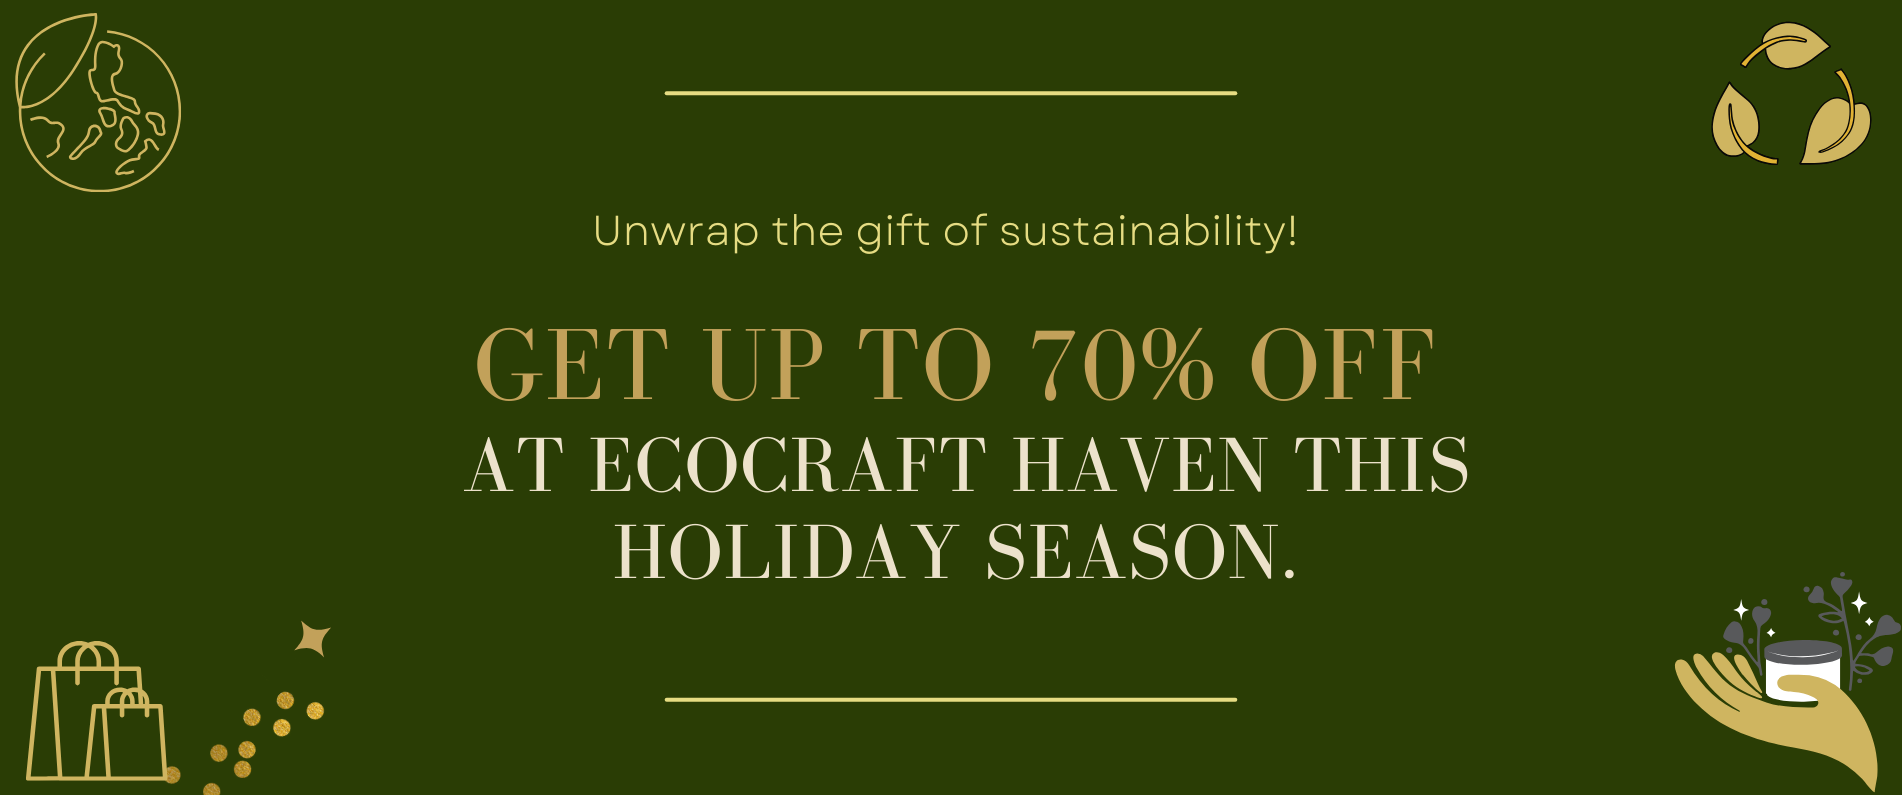 Unwrap the gift of sustainability!
GET UP TO 70% OFF
AT ECOCRAFT HAVEN THIS
HOLIDAY SEASON.